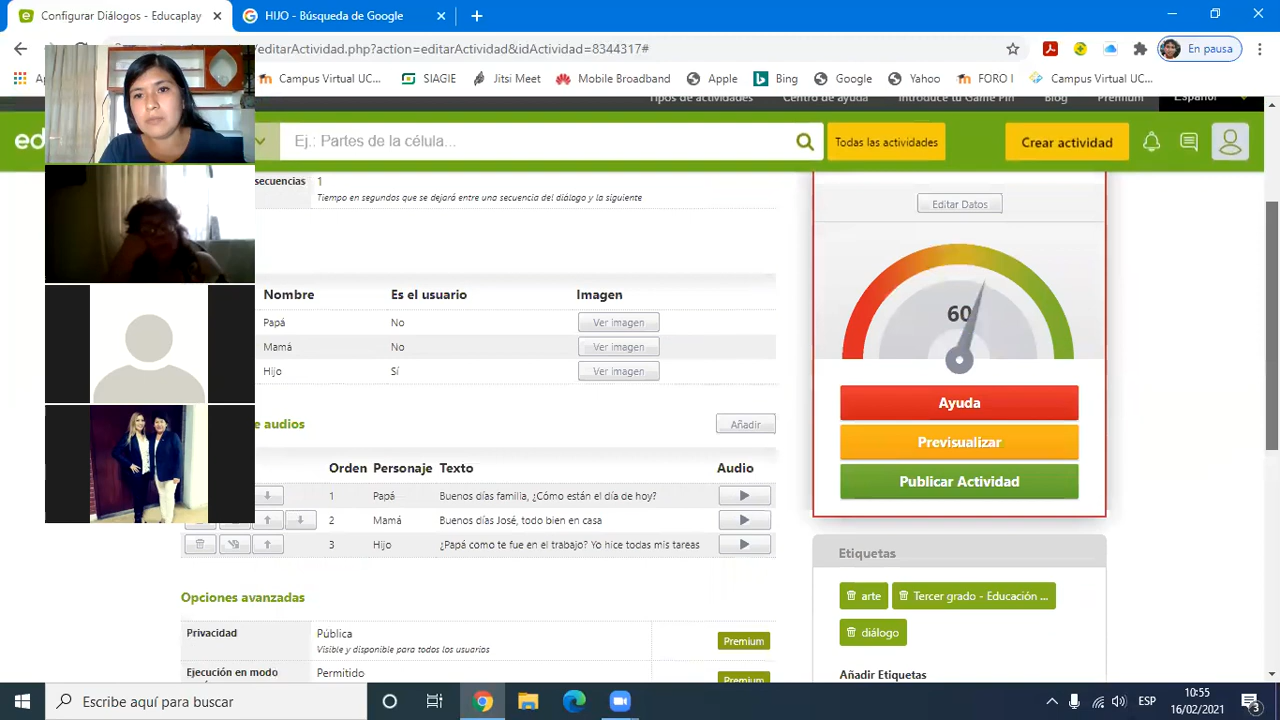 Configurar Diálogos - Educaplay
HIJO - Búsqueda de Google
/editarActividad.php?action=editarActividad&idActividad=8344317#
En pausa
Campus Virtual UC...
SIAGIE
Jitsi Meet
Mobile Broadband
Apple
Bing
Google
Yahoo
FORO I
Campus Virtual UC...
Tipos de actividades
Centro de ayuda
Introduce tu Game Pin
Blog
Premium
Español
ed
Ej.: Partes de la célula...
Todas las actividades
Crear actividad
secuencias
1
Tiempo en segundos que se dejará entre una secuencia del diálogo y la siguiente
Editar Datos
60
Nombre Es el usuario Imagen
Papá No Ver imagen
Mamá No Ver imagen
Hijo Sí Ver imagen
Ayuda
Previsualizar
Publicar Actividad
e audios
Añadir
Orden Personaje Texto Audio
1 Papá Buenos días familia, ¿Cómo están el día de hoy?
2 Mamá Buenos días José, todo bien en casa
3 Hijo ¿Papá como te fue en el trabajo? Yo hice todas mis tareas
Etiquetas
arte
Tercer grado - Educación ...
diálogo
Añadir Etiquetas
Opciones avanzadas
Privacidad
Pública
Visible y disponible para todos los usuarios
Premium
Ejecución en modo
Permitido
Premium
Escribe aquí para buscar
ESP
10:55
16/02/2021
3